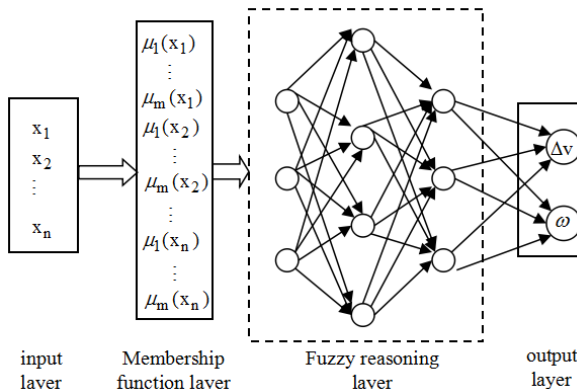 x₁
x₂
⋮
xₙ
μ₁(x₁)
⋮
μₘ(x₁)
μ₁(x₂)
⋮
μₘ(x₂)
⋮
μ₁(xₙ)
⋮
μₘ(xₙ)
Δv
ω
input
layer
Membership
function layer
Fuzzy reasoning
layer
output
layer